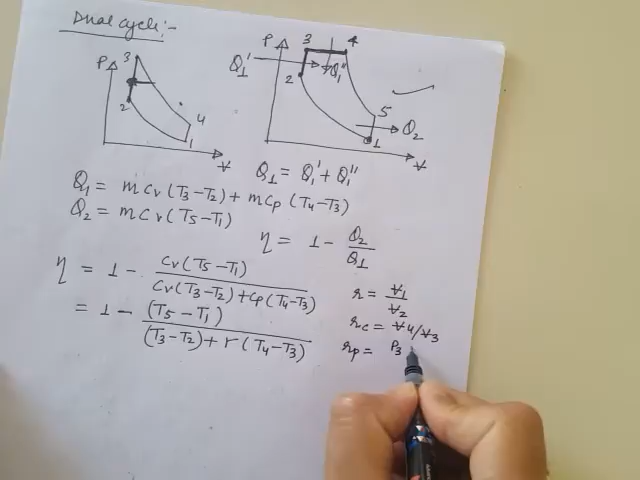 Dual cycle:-
P
3
2
4
1
V
P
3
4
Q1'
Q1''
2
5
Q2
1
V
Q1 = Q1' + Q1''
Q1 = mCv(T3-T2) + mCp(T4-T3)
Q2 = mCv(T5-T1)
η = 1 - Q2/Q1
η = 1 - Cv(T5-T1)/Cv(T3-T2)+Cp(T4-T3)
= 1 - (T5-T1)/(T3-T2)+r(T4-T3)
r = V1/V2
rc = V4/V3
rp = P3